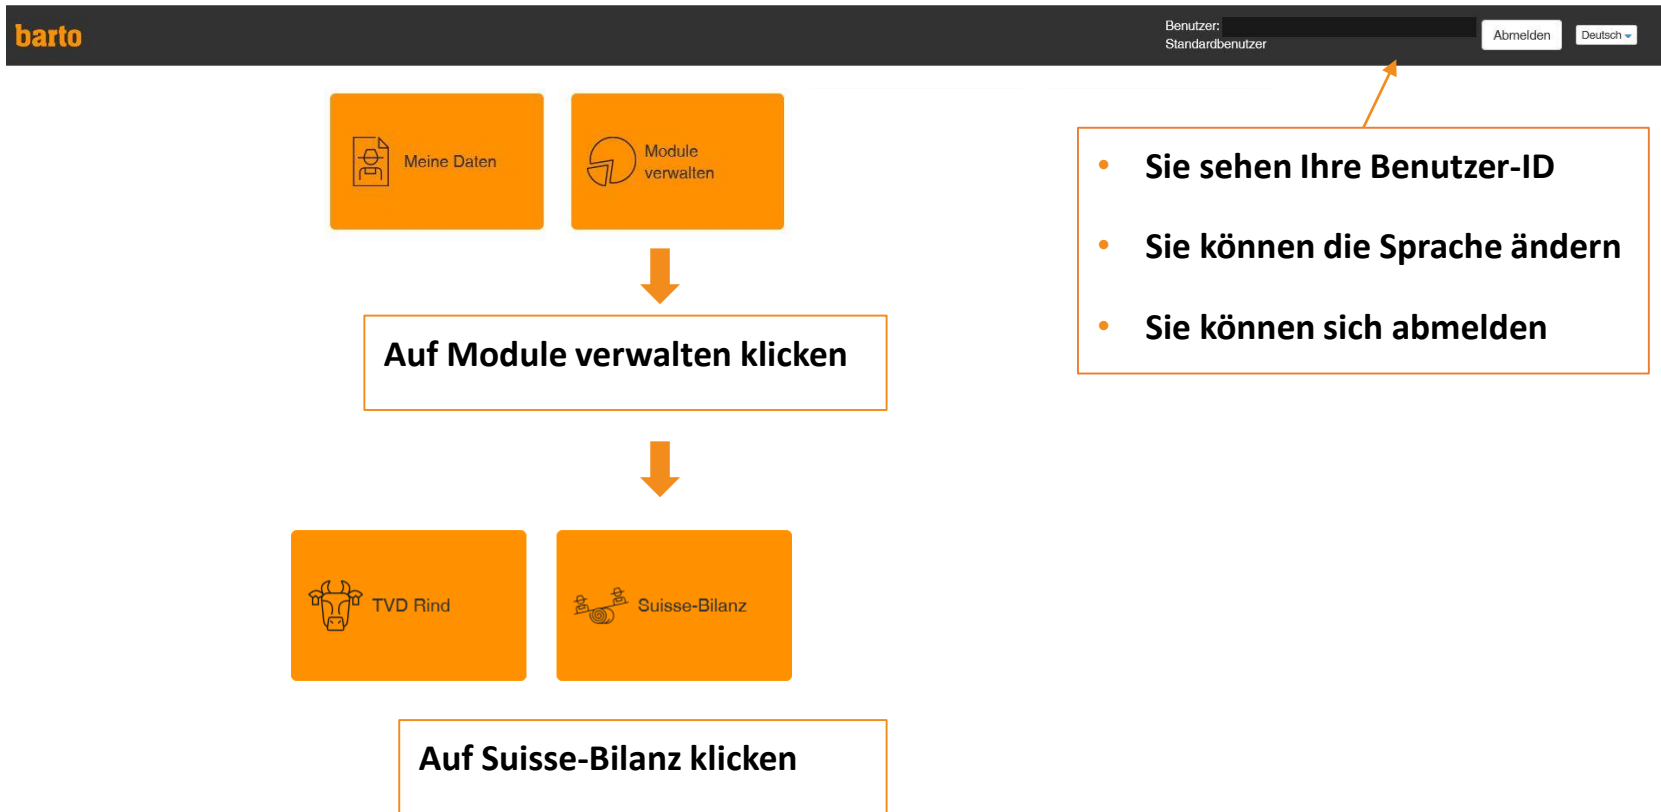 barto
Benutzer:
Standardbenutzer
Abmelden
Deutsch
Meine Daten
Module
verwalten
• Sie sehen Ihre Benutzer-ID
• Sie können die Sprache ändern
• Sie können sich abmelden
Auf Module verwalten klicken
TVD Rind
Suisse-Bilanz
Auf Suisse-Bilanz klicken